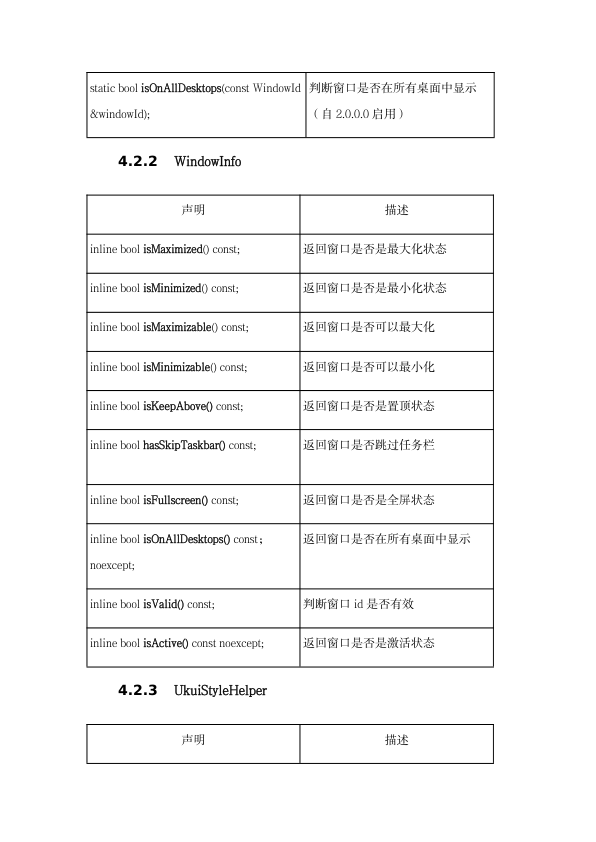 static bool isOnAllDesktops(const WindowId 判断窗口是否在所有桌面中显示
&windowId); （自 2.0.0.0 启用）
4.2.2 WindowInfo
声明 描述
inline bool isMaximized() const; 返回窗口是否是最大化状态
inline bool isMinimized() const; 返回窗口是否是最小化状态
inline bool isMaximizable() const; 返回窗口是否可以最大化
inline bool isMinimizable() const; 返回窗口是否可以最小化
inline bool isKeepAbove() const; 返回窗口是否是置顶状态
inline bool hasSkipTaskbar() const; 返回窗口是否跳过任务栏
inline bool isFullscreen() const; 返回窗口是否是全屏状态
inline bool isOnAllDesktops() const； 返回窗口是否在所有桌面中显示
noexcept;
inline bool isValid() const; 判断窗口 id 是否有效
inline bool isActive() const noexcept; 返回窗口是否是激活状态
4.2.3 UkuiStyleHelper
声明 描述